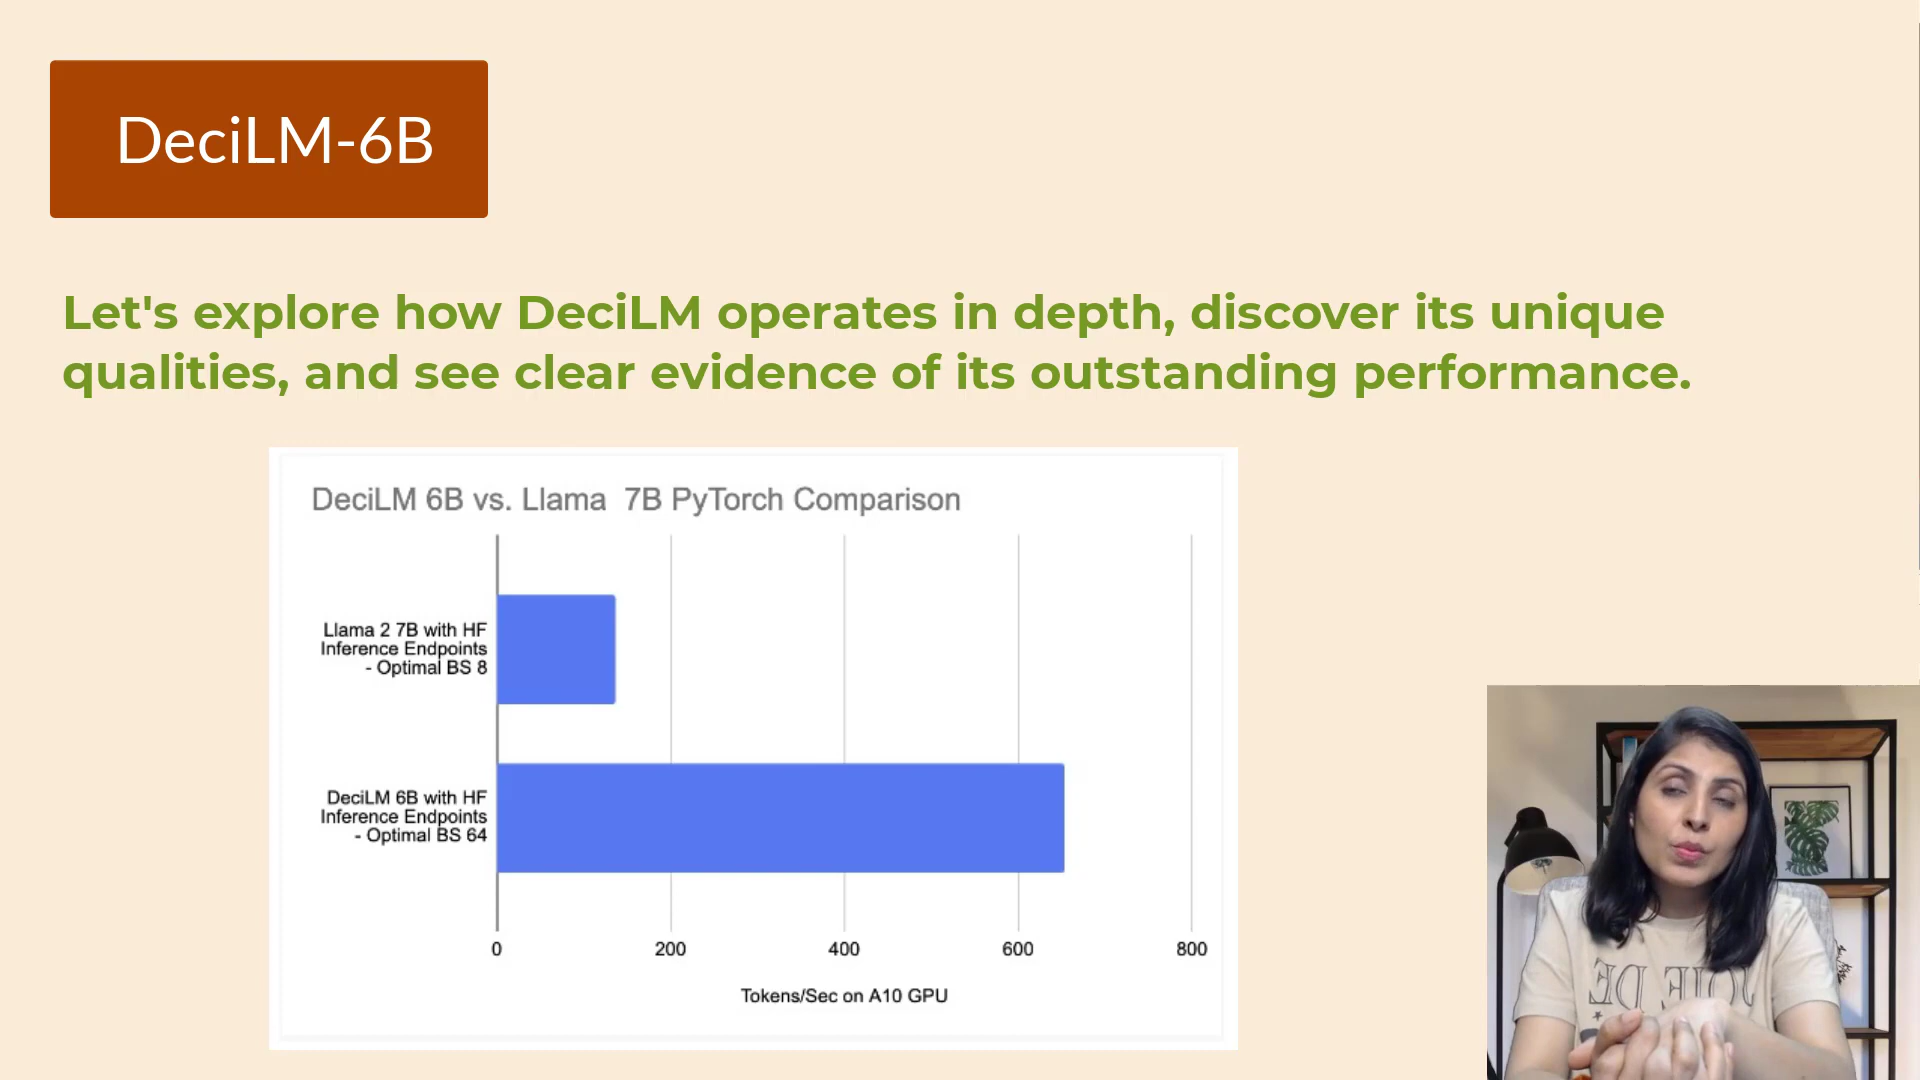 DeciLM-6B
Let's explore how DeciLM operates in depth, discover its unique
qualities, and see clear evidence of its outstanding performance.
DeciLM 6B vs. Llama 7B PyTorch Comparison
Llama 2 7B with HF
Inference Endpoints
- Optimal BS 8
DeciLM 6B with HF
Inference Endpoints
- Optimal BS 64
0 200 400 600 800
Tokens/Sec on A10 GPU
JOIE DE